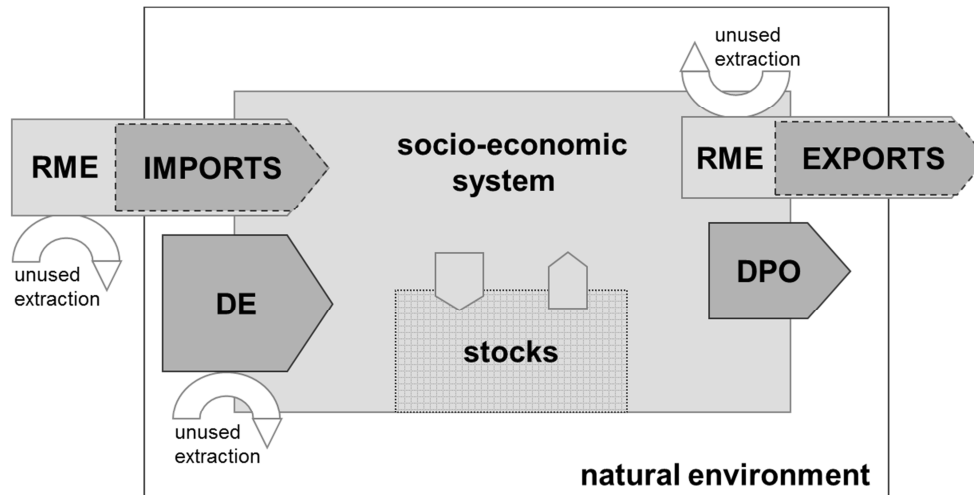 unused
extraction
RME
IMPORTS
socio-economic
system
RME
EXPORTS
unused
extraction
DE
DPO
stocks
unused
extraction
natural environment